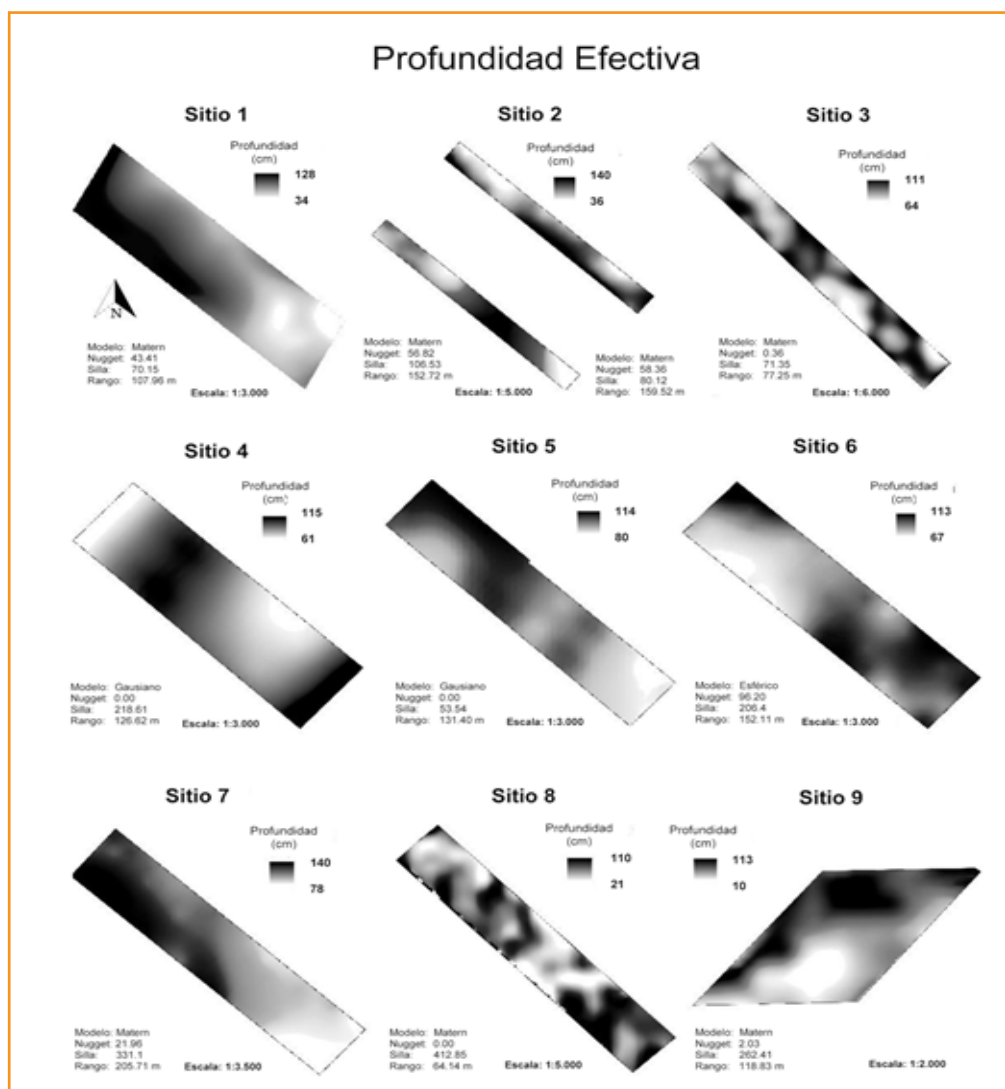 Profundidad Efectiva
Sitio 1
Profundidad
(cm)
128
34
N
Modelo: Matern
Nugget: 43.41
Silla: 70.15
Rango: 107.96 m
Escala: 1:3.000
Sitio 2
Profundidad
(cm)
140
36
Modelo: Matern
Nugget: 56.82
Silla: 106.53
Rango: 152.72 m
Escala: 1:5.000
Modelo: Matern
Nugget: 58.36
Silla: 80.12
Rango: 159.52 m
Sitio 3
Profundidad
(cm)
111
64
Modelo: Matern
Nugget: 0.36
Silla: 71.35
Rango: 77.25 m
Escala: 1:6.000
Sitio 4
Profundidad
(cm)
115
61
Modelo: Gausiano
Nugget: 0.00
Silla: 218.61
Rango: 126.62 m
Escala: 1:3.000
Sitio 5
Profundidad
(cm)
114
80
Modelo: Gausiano
Nugget: 0.00
Silla: 53.54
Rango: 131.40 m
Escala: 1:3.000
Sitio 6
Profundidad
(cm)
113
67
Modelo: Esférico
Nugget: 96.20
Silla: 206.4
Rango: 152.11 m
Escala: 1:3.000
Sitio 7
Profundidad
(cm)
140
78
Modelo: Matern
Nugget: 21.96
Silla: 331.1
Rango: 205.71 m
Escala: 1:3.500
Sitio 8
Profundidad
(cm)
110
21
Modelo: Matern
Nugget: 0.00
Silla: 412.85
Rango: 64.14 m
Escala: 1:5.000
Sitio 9
Profundidad
(cm)
113
10
Modelo: Matern
Nugget: 2.03
Silla: 262.41
Rango: 118.83 m
Escala: 1:2.000